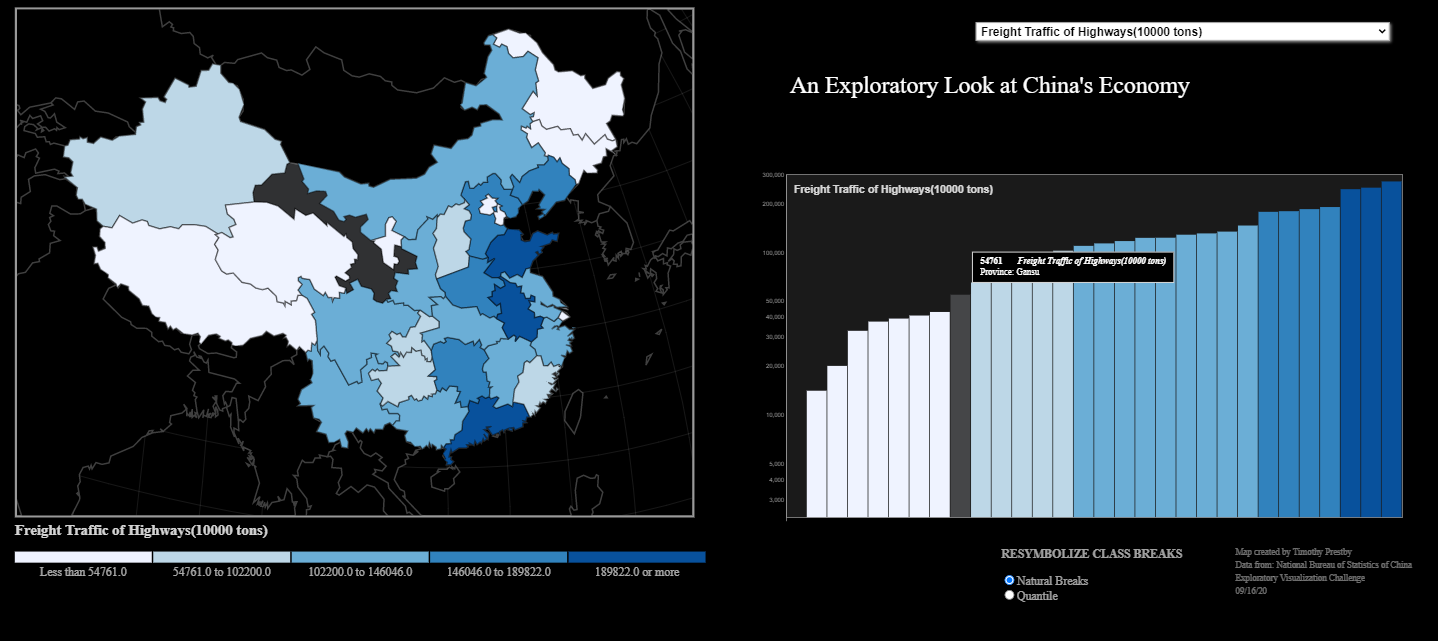 Freight Traffic of Highways(10000 tons)
An Exploratory Look at China's Economy
300,000
Freight Traffic of Highways(10000 tons)
200,000
100,000
54761 Freight Traffic of Highways(10000 tons)
Province: Gansu
50,000
40,000
30,000
20,000
10,000
5,000
4,000
3,000
Freight Traffic of Highways(10000 tons)
Less than 54761.0
54761.0 to 102200.0
102200.0 to 146046.0
146046.0 to 189822.0
189822.0 or more
RESYMBOLIZE CLASS BREAKS
Natural Breaks
Quantile
Map created by Timothy Prestby
Data from: National Bureau of Statistics of China
Exploratory Visualization Challenge
09/16/20